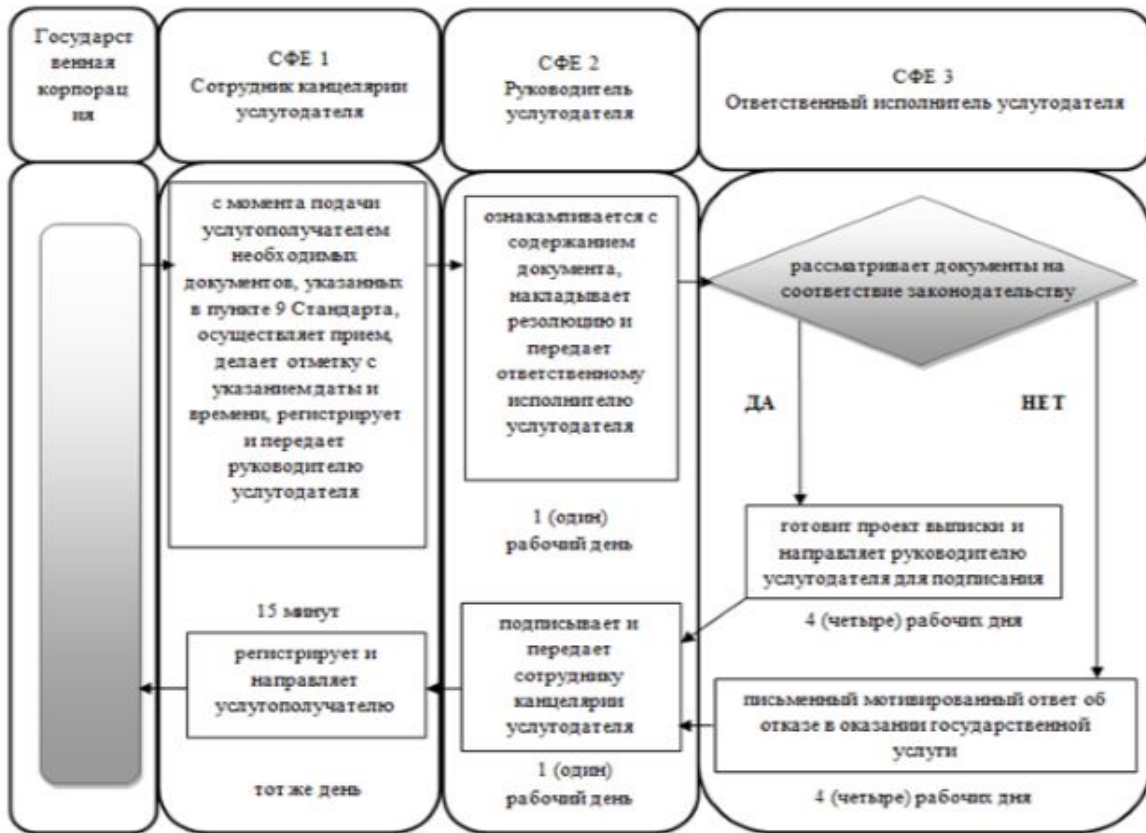 Государст
венная
корпорац
ия
СФЕ 1
Сотрудник канцелярии
услугодателя
СФЕ 2
Руководитель
услугодателя
СФЕ 3
Ответственный исполнитель услугодателя
с момента подачи
услугополучателем
необходимых
документов, указанных
в пункте 9 Стандарта,
осуществляет прием,
делает отметку с
указанием даты и
времени, регистрирует
и передает
руководителю
услугодателя
15 минут
ознакампивается с
содержанием
документа,
накладывает
резолюцию и
передает
ответственному
исполнителю
услугодателя
1 (один)
рабочий день
рассматривает документы на
соответствие законодательству
ДА
НЕТ
готовит проект выписки и
направляет руководителю
услугодателя для подписания
4 (четыре) рабочих дня
письменный мотивированный ответ об
отказе в оказании государственной
услуги
4 (четыре) рабочих дня
подписывает и
передает
сотруднику
канцелярии
услугодателя
1 (один)
рабочий день
регистрирует и
направляет
услугополучателю
тот же день